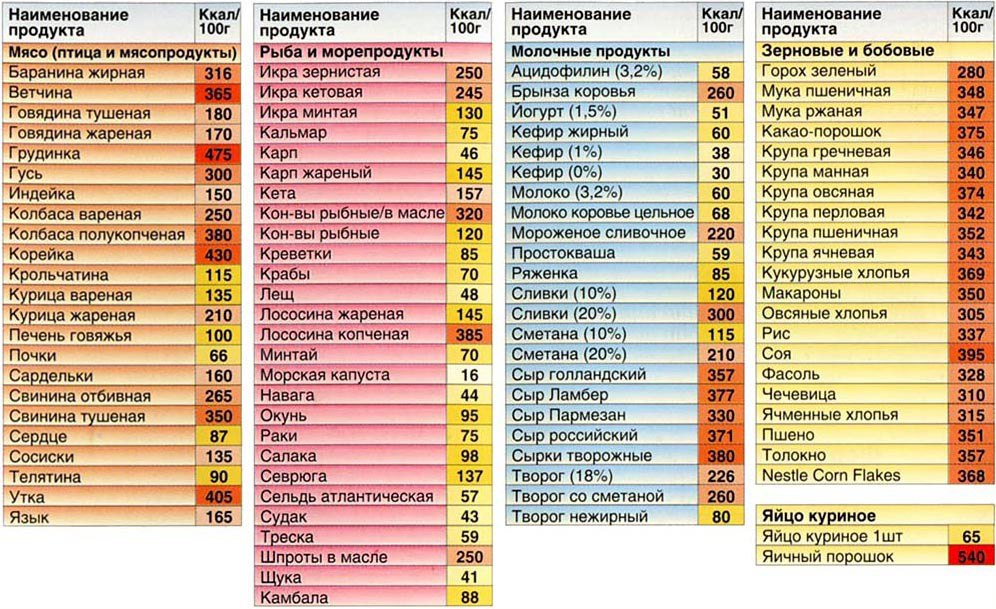 Наименование продукта Ккал/100г
Мясо (птица и мясопродукты)
Баранина жирная 316
Ветчина 365
Говядина тушеная 180
Говядина жареная 170
Грудинка 475
Гусь 300
Индейка 150
Колбаса вареная 250
Колбаса полукопченая 380
Корейка 430
Крольчатина 115
Курица вареная 135
Курица жареная 210
Печень говяжья 100
Почки 66
Сардельки 160
Свинина отбивная 265
Свинина тушеная 350
Сердце 87
Сосиски 135
Телятина 90
Утка 405
Язык 165
Наименование продукта Ккал/100г
Рыба и морепродукты
Икра зернистая 250
Икра кетовая 245
Икра минтая 130
Кальмар 75
Карп 46
Карп жареный 145
Кета 157
Кон-вы рыбные/в масле 320
Кон-вы рыбные 120
Креветки 85
Крабы 70
Лещ 48
Лососина жареная 145
Лососина копченая 385
Минтай 70
Морская капуста 16
Навага 44
Окунь 95
Раки 75
Салака 98
Севрюга 137
Сельдь атлантическая 57
Судак 43
Треска 59
Шпроты в масле 250
Щука 41
Камбала 88
Наименование продукта Ккал/100г
Молочные продукты
Ацидофилин (3,2%) 58
Брынза коровья 260
Йогурт (1,5%) 51
Кефир жирный 60
Кефир (1%) 38
Кефир (0%) 30
Молоко (3,2%) 60
Молоко коровье цельное 68
Мороженое сливочное 220
Простокваша 59
Ряженка 85
Сливки (10%) 120
Сливки (20%) 300
Сметана (10%) 115
Сметана (20%) 210
Сыр голландский 357
Сыр Ламбер 377
Сыр Пармезан 330
Сыр российский 371
Сырки творожные 380
Творог (18%) 226
Творог со сметаной 260
Творог нежирный 80
Наименование продукта Ккал/100г
Зерновые и бобовые
Горох зеленый 280
Мука пшеничная 348
Мука ржаная 347
Какао-порошок 375
Крупа гречневая 346
Крупа манная 340
Крупа овсяная 374
Крупа перловая 342
Крупа пшеничная 352
Крупа ячневая 343
Кукурузные хлопья 369
Макароны 350
Овсяные хлопья 305
Рис 337
Соя 395
Фасоль 328
Чечевица 310
Ячменные хлопья 315
Пшено 351
Толокно 357
Nestle Corn Flakes 368
Яйцо куриное
Яйцо куриное 1шт 65
Яичный порошок 540